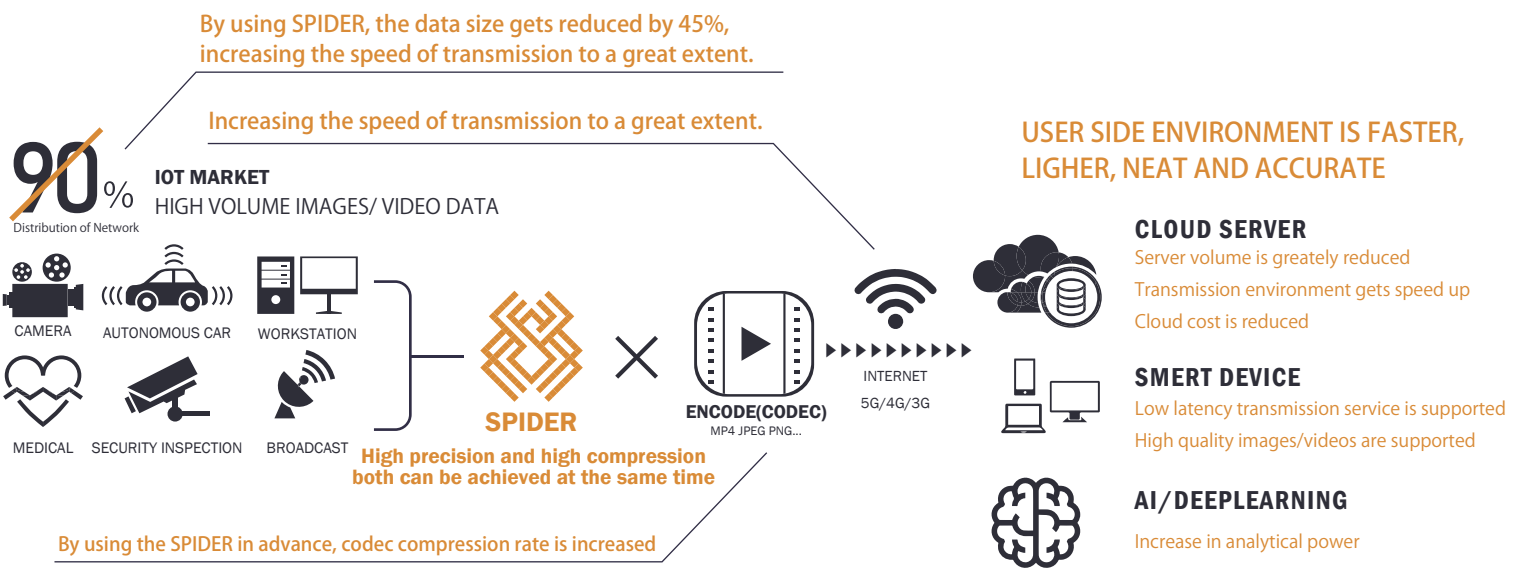 By using SPIDER, the data size gets reduced by 45%,
increasing the speed of transmission to a great extent.
Increasing the speed of transmission to a great extent.
90%
Distribution of Network
IOT MARKET
HIGH VOLUME IMAGES/ VIDEO DATA
CAMERA
AUTONOMOUS CAR
WORKSTATION
MEDICAL
SECURITY INSPECTION
BROADCAST
SPIDER
High precision and high compression
both can be achieved at the same time
ENCODE(CODEC)
MP4 JPEG PNG...
By using the SPIDER in advance, codec compression rate is increased
INTERNET
5G/4G/3G
USER SIDE ENVIRONMENT IS FASTER,
LIGHER, NEAT AND ACCURATE
CLOUD SERVER
Server volume is greately reduced
Transmission environment gets speed up
Cloud cost is reduced
SMERT DEVICE
Low latency transmission service is supported
High quality images/videos are supported
AI/DEEPLEARNING
Increase in analytical power